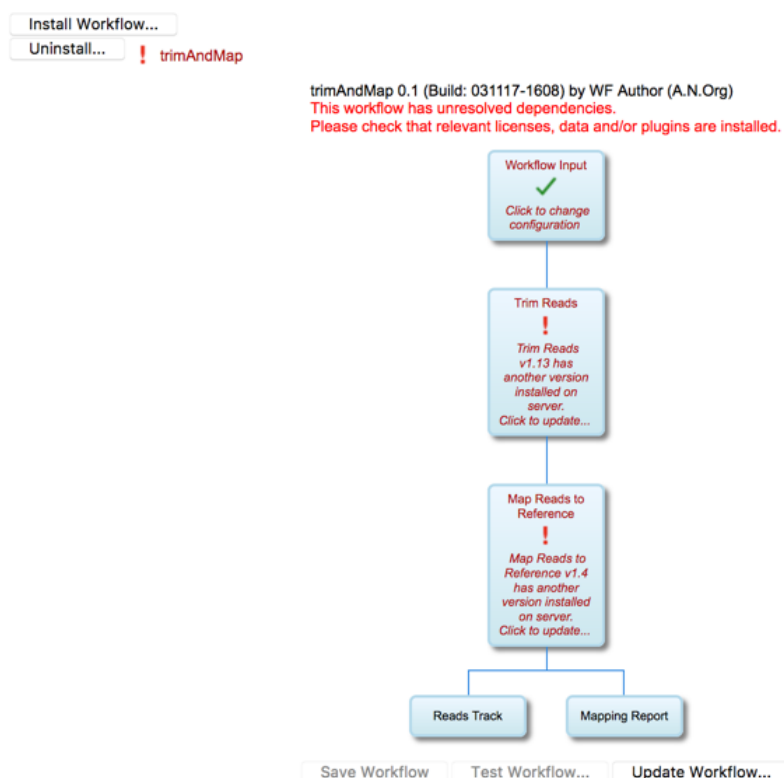 Install Workflow...
Uninstall...
trimAndMap
trimAndMap 0.1 (Build: 031117-1608) by WF Author (A.N.Org)
This workflow has unresolved dependencies.
Please check that relevant licenses, data and/or plugins are installed.
Workflow Input
Click to change
configuration
Trim Reads
Trim Reads
v1.13 has
another version
installed on
server.
Click to update...
Map Reads to
Reference
Map Reads to
Reference v1.4
has another
version installed
on server.
Click to update...
Reads Track
Mapping Report
Save Workflow
Test Workflow...
Update Workflow...